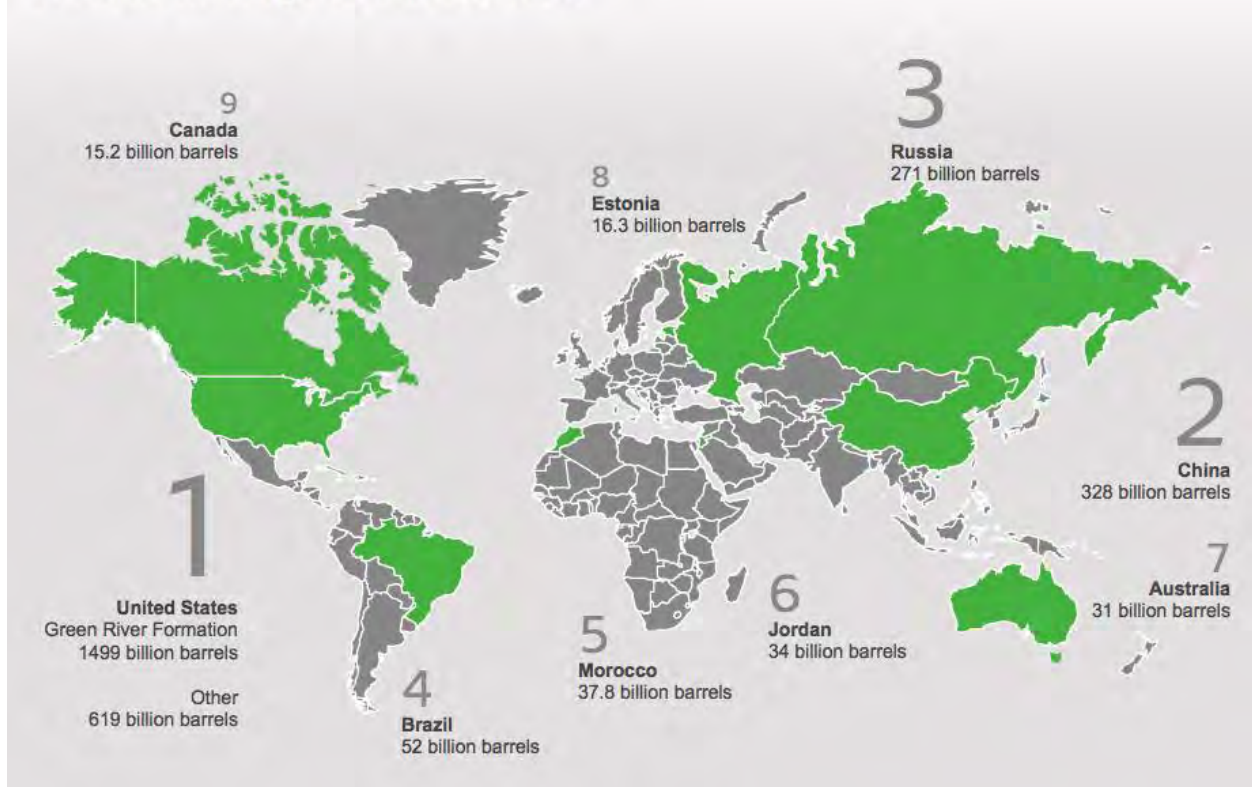 9
Canada
15.2 billion barrels
3
Russia
271 billion barrels
8
Estonia
16.3 billion barrels
2
China
328 billion barrels
1
United States
Green River Formation
1499 billion barrels
Other
619 billion barrels
7
Australia
31 billion barrels
6
Jordan
34 billion barrels
5
Morocco
37.8 billion barrels
4
Brazil
52 billion barrels